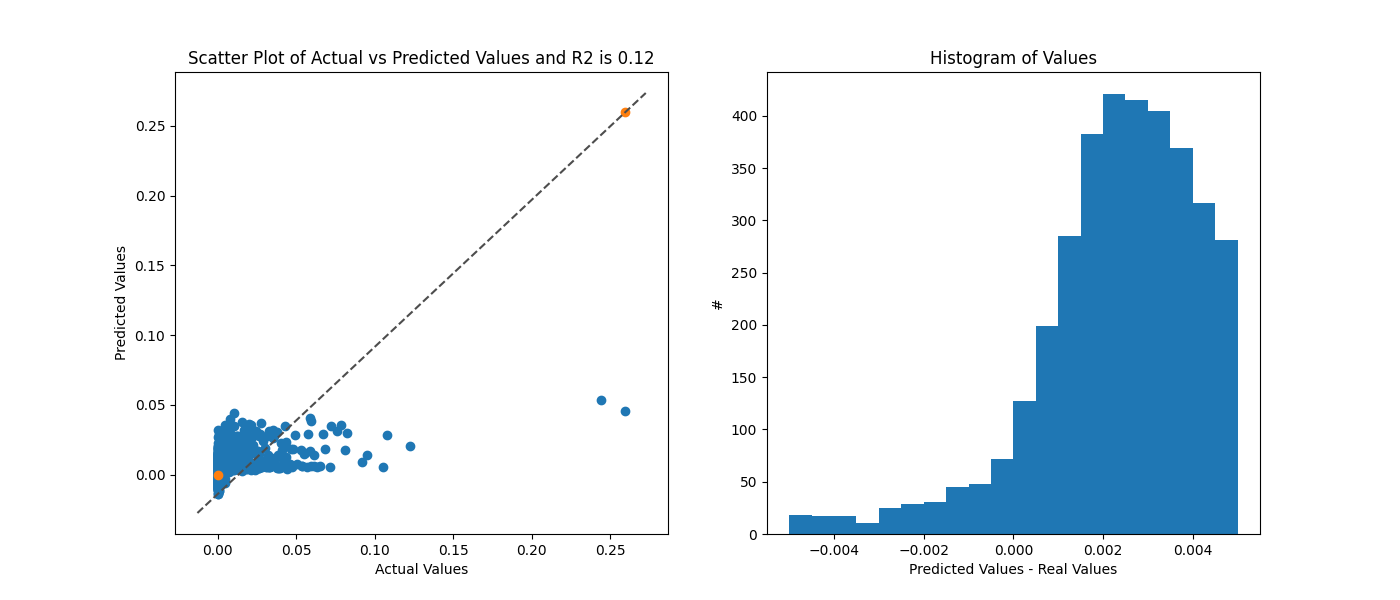 Scatter Plot of Actual vs Predicted Values and R2 is 0.12
Predicted Values
0.25
0.20
0.15
0.10
0.05
0.00
0.00 0.05 0.10 0.15 0.20 0.25
Actual Values
Histogram of Values
#
400
350
300
250
200
150
100
50
0
−0.004 −0.002 0.000 0.002 0.004
Predicted Values - Real Values